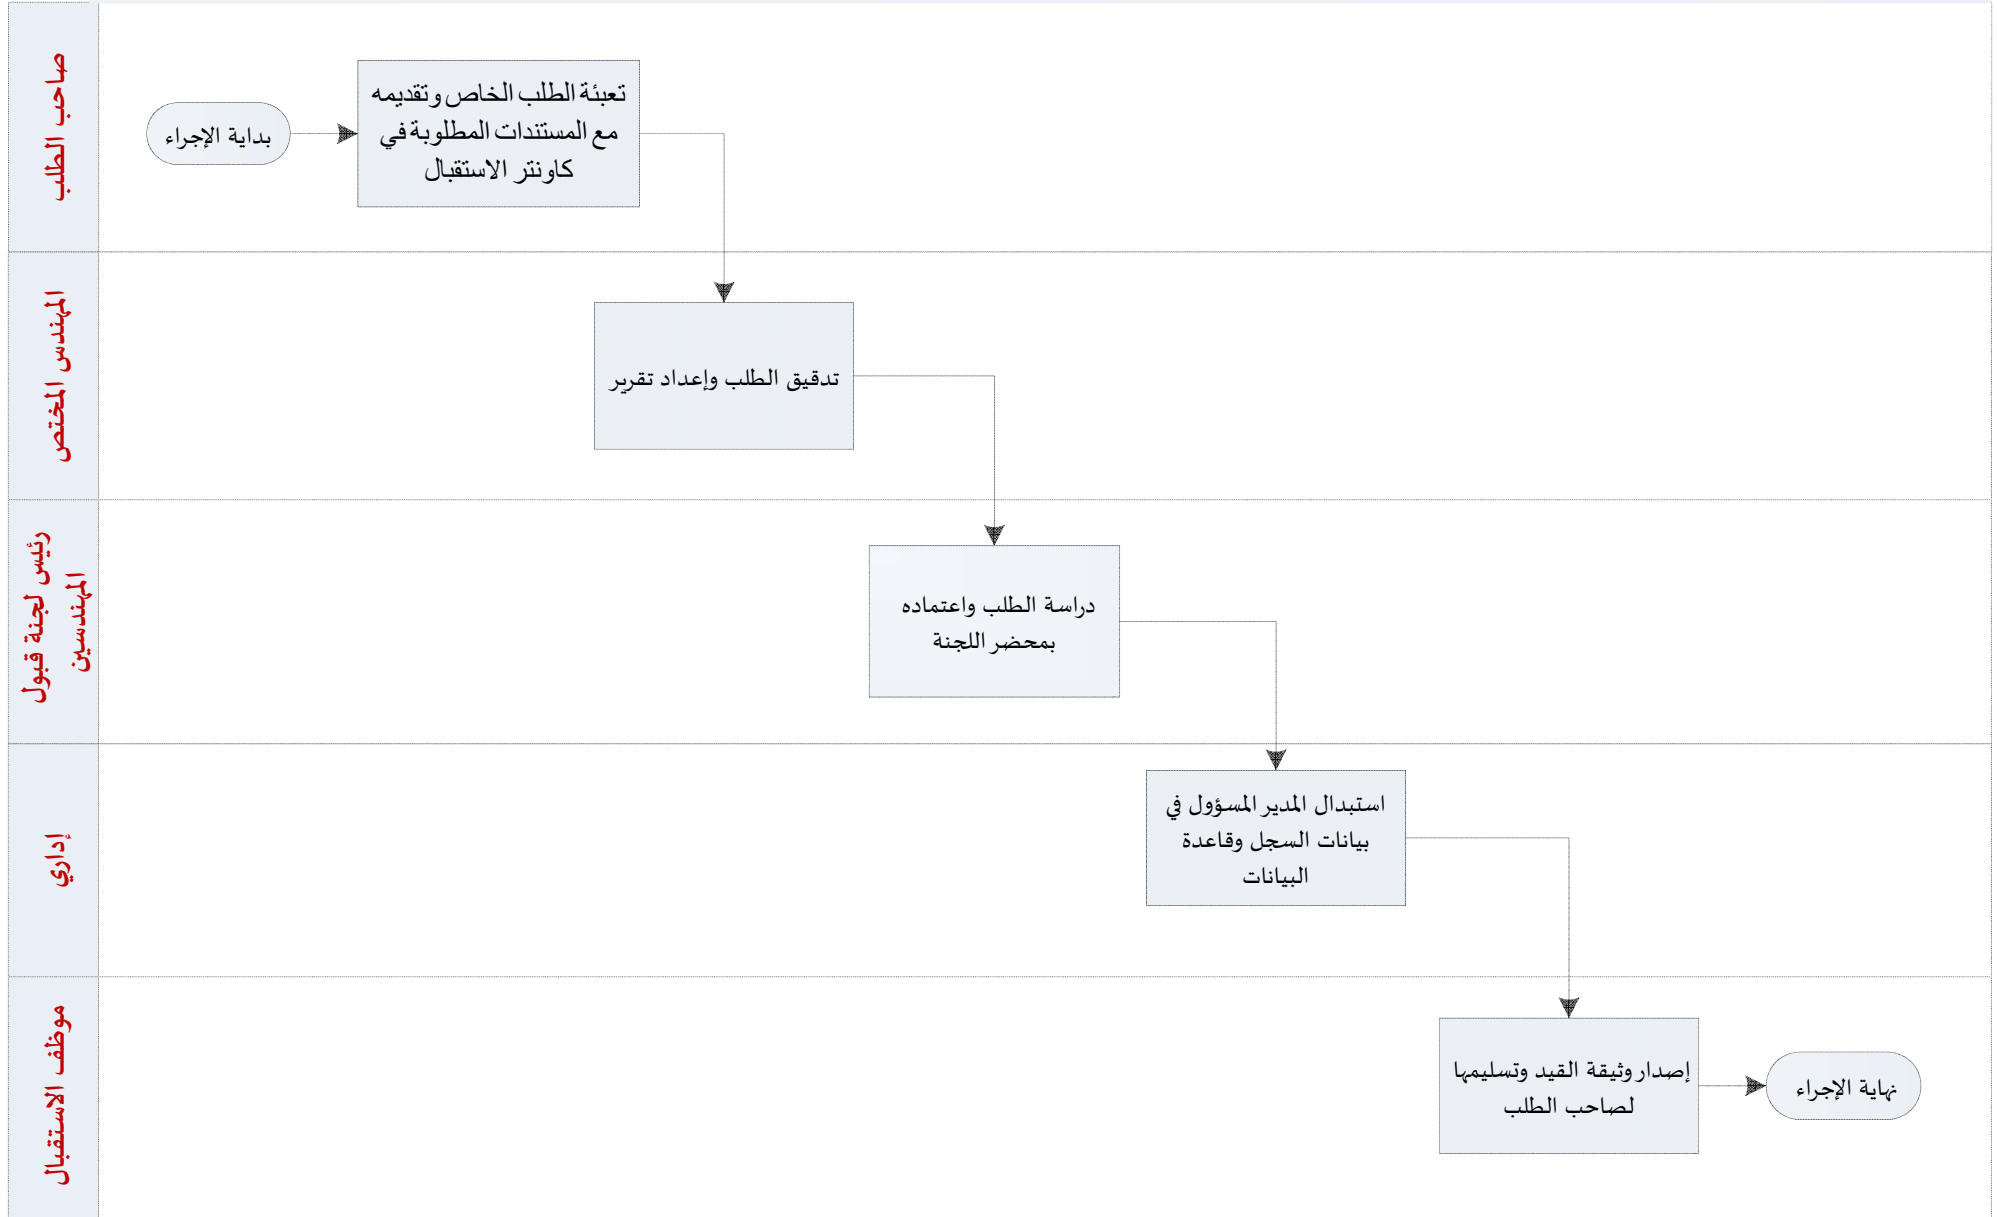 صاحب الطلب
بداية الإجراء
تعبئة الطلب الخاص وتقديمه
مع المستندات المطلوبة في
كاونتر الاستقبال
المهندس المختص
تدقيق الطلب وإعداد تقرير
رئيس لجنة قبول
المهندسين
دراسة الطلب واعتماده
بمحضر اللجنة
إداري
استبدال المدير المسؤول في
بيانات السجل وقاعدة
البيانات
موظف الاستقبال
إصدار وثيقة القيد وتسليمها
لصاحب الطلب
نهاية الإجراء